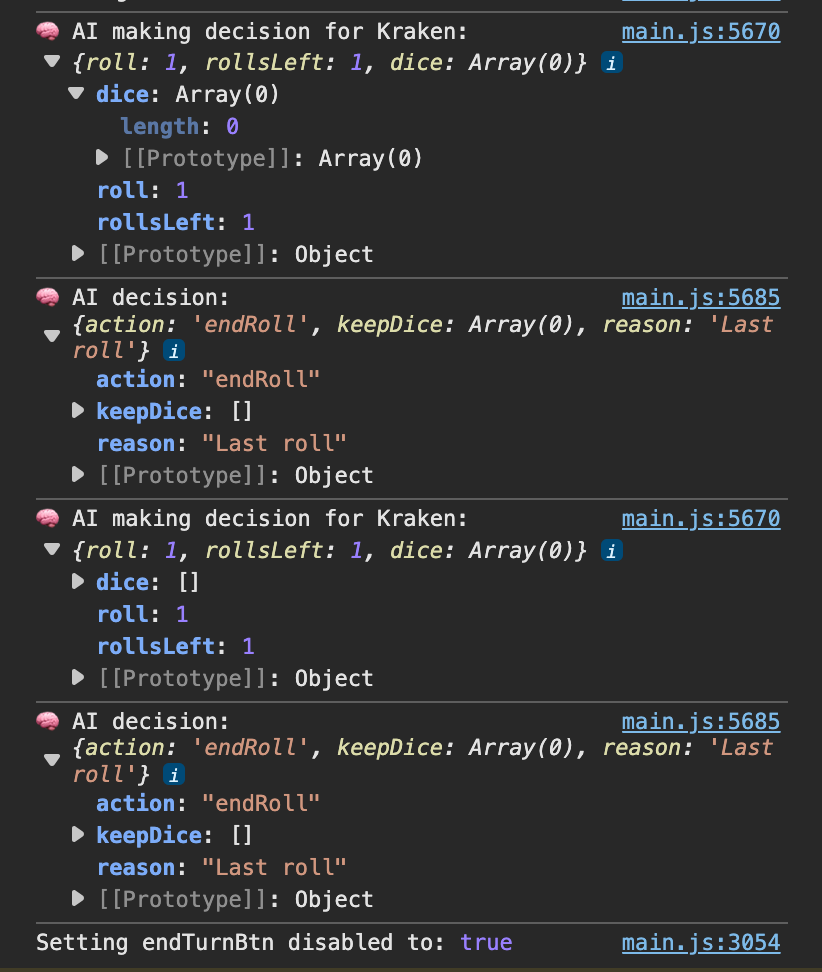 🧠 AI making decision for Kraken: main.js:5670
▼ {roll: 1, rollsLeft: 1, dice: Array(0)} i
▼ dice: Array(0)
length: 0
▶ [[Prototype]]: Array(0)
roll: 1
rollsLeft: 1
▶ [[Prototype]]: Object
🧠 AI decision: main.js:5685
▼ {action: 'endRoll', keepDice: Array(0), reason: 'Last
roll'} i
action: "endRoll"
▶ keepDice: []
reason: "Last roll"
▶ [[Prototype]]: Object
🧠 AI making decision for Kraken: main.js:5670
▼ {roll: 1, rollsLeft: 1, dice: Array(0)} i
▶ dice: []
roll: 1
rollsLeft: 1
▶ [[Prototype]]: Object
🧠 AI decision: main.js:5685
▼ {action: 'endRoll', keepDice: Array(0), reason: 'Last
roll'} i
action: "endRoll"
▶ keepDice: []
reason: "Last roll"
▶ [[Prototype]]: Object
Setting endTurnBtn disabled to: true main.js:3054